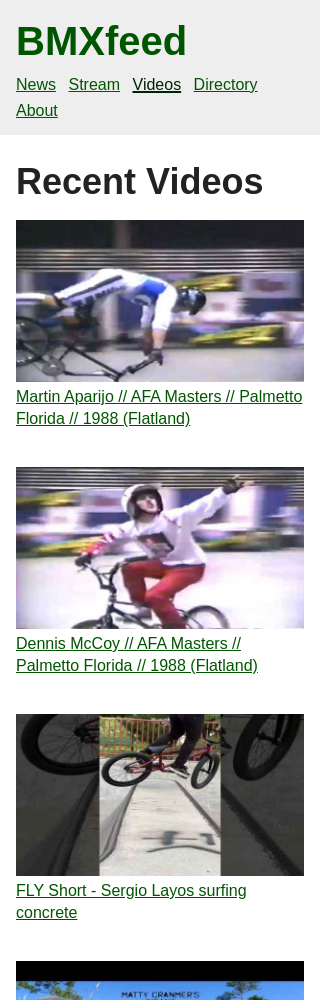 BMXfeed
News Stream Videos Directory
About
Recent Videos
Martin Aparijo // AFA Masters // Palmetto
Florida // 1988 (Flatland)
Dennis McCoy // AFA Masters //
Palmetto Florida // 1988 (Flatland)
FLY Short - Sergio Layos surfing
concrete
MATTY CRANMER'S